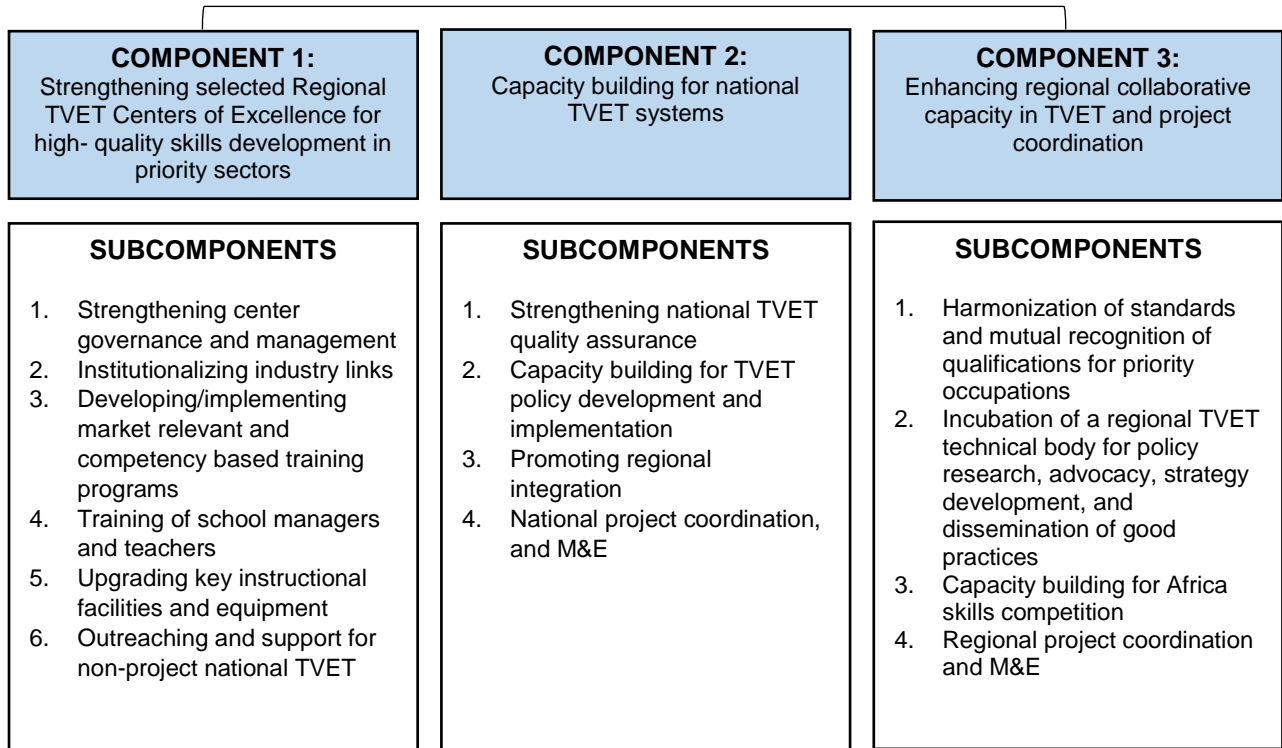 COMPONENT 1:
Strengthening selected Regional
TVET Centers of Excellence for
high- quality skills development in
priority sectors
COMPONENT 2:
Capacity building for national
TVET systems
COMPONENT 3:
Enhancing regional collaborative
capacity in TVET and project
coordination
SUBCOMPONENTS
1. Strengthening center
governance and management
2. Institutionalizing industry links
3. Developing/implementing
market relevant and
competency based training
programs
4. Training of school managers
and teachers
5. Upgrading key instructional
facilities and equipment
6. Outreaching and support for
non-project national TVET
SUBCOMPONENTS
1. Strengthening national TVET
quality assurance
2. Capacity building for TVET
policy development and
implementation
3. Promoting regional
integration
4. National project coordination,
and M&E
SUBCOMPONENTS
1. Harmonization of standards
and mutual recognition of
qualifications for priority
occupations
2. Incubation of a regional TVET
technical body for policy
research, advocacy, strategy
development, and
dissemination of good
practices
3. Capacity building for Africa
skills competition
4. Regional project coordination
and M&E